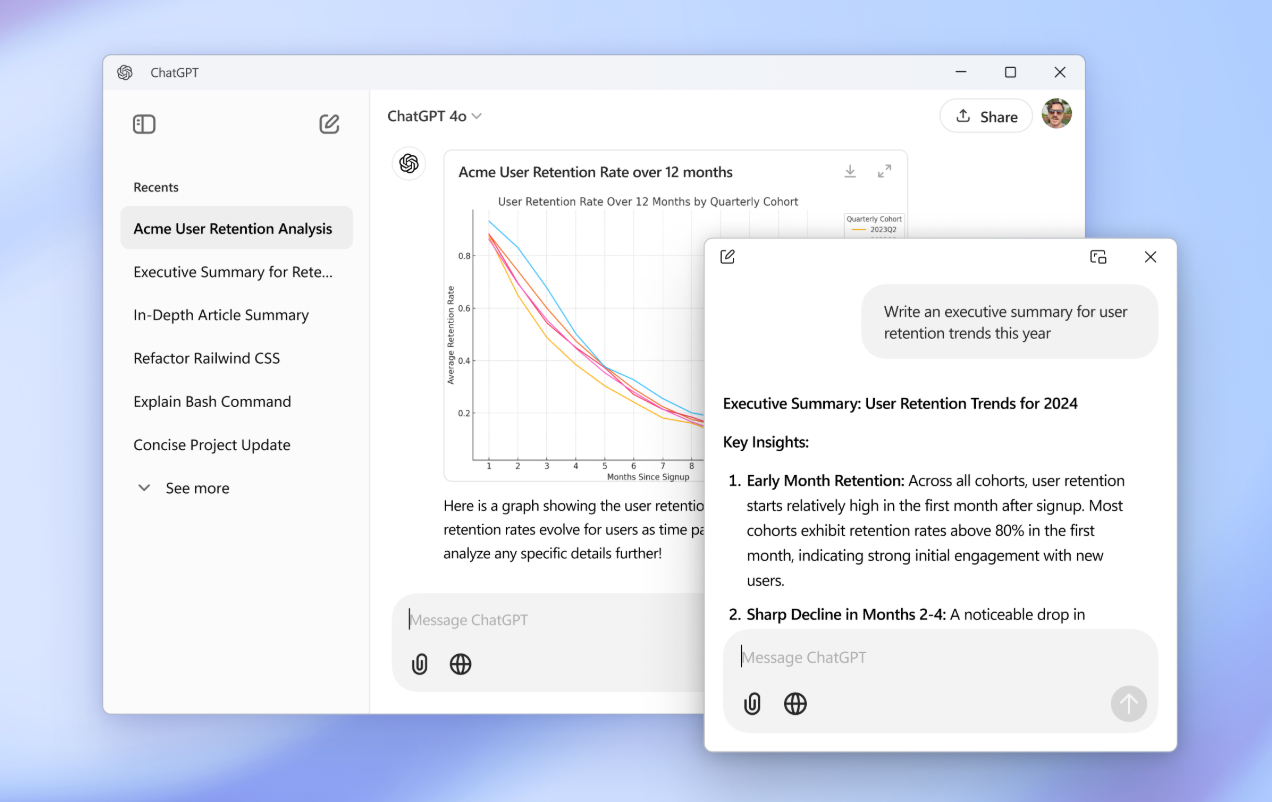 ChatGPT
ChatGPT 4o
Share
Recents
Acme User Retention Analysis
Executive Summary for Rete...
In-Depth Article Summary
Refactor Railwind CSS
Explain Bash Command
Concise Project Update
See more
Acme User Retention Rate over 12 months
User Retention Rate Over 12 Months by Quarterly Cohort
Quarterly Cohort
2023Q2
Average Retention Rate
0.8
0.6
0.4
0.2
1 2 3 4 5 6 7 8
Months Since Signup
Here is a graph showing the user retentio
retention rates evolve for users as time pa
analyze any specific details further!
Message ChatGPT
Write an executive summary for user
retention trends this year
Executive Summary: User Retention Trends for 2024
Key Insights:
1. Early Month Retention: Across all cohorts, user retention
starts relatively high in the first month after signup. Most
cohorts exhibit retention rates above 80% in the first
month, indicating strong initial engagement with new
users.
2. Sharp Decline in Months 2-4: A noticeable drop in
Message ChatGPT